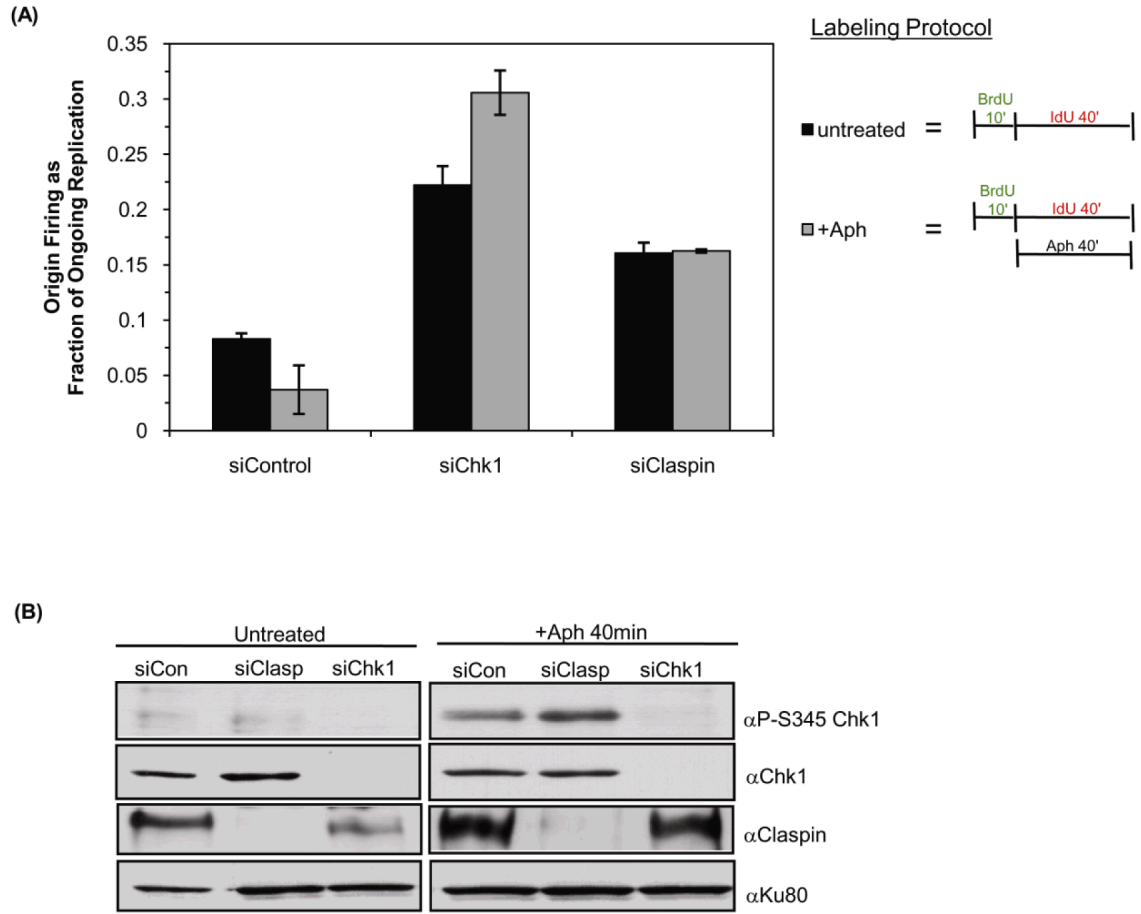 (A)
Origin Firing as
Fraction of Ongoing Replication
0.35
0.3
0.25
0.2
0.15
0.1
0.05
0
siControl siChk1 siClaspin
Labeling Protocol
untreated =
BrdU
10' IdU 40'
+Aph =
BrdU
10' IdU 40'
Aph 40'
(B)
Untreated +Aph 40min
siCon siClasp siChk1 siCon siClasp siChk1
αP-S345 Chk1
αChk1
αClaspin
αKu80